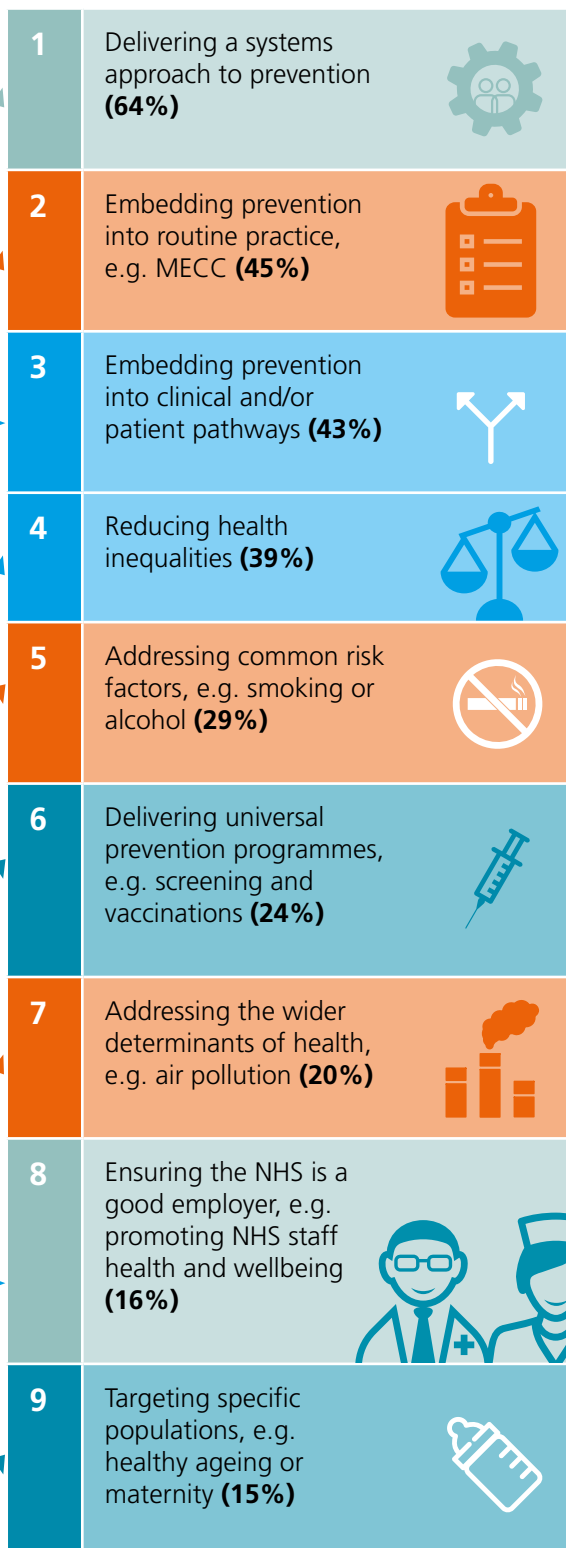 1
Delivering a systems
approach to prevention
(64%)
2
Embedding prevention
into routine practice,
e.g. MECC (45%)
3
Embedding prevention
into clinical and/or
patient pathways (43%)
4
Reducing health
inequalities (39%)
5
Addressing common risk
factors, e.g. smoking or
alcohol (29%)
6
Delivering universal
prevention programmes,
e.g. screening and
vaccinations (24%)
7
Addressing the wider
determinants of health,
e.g. air pollution (20%)
8
Ensuring the NHS is a
good employer, e.g.
promoting NHS staff
health and wellbeing
(16%)
9
Targeting specific
populations, e.g.
healthy ageing or
maternity (15%)